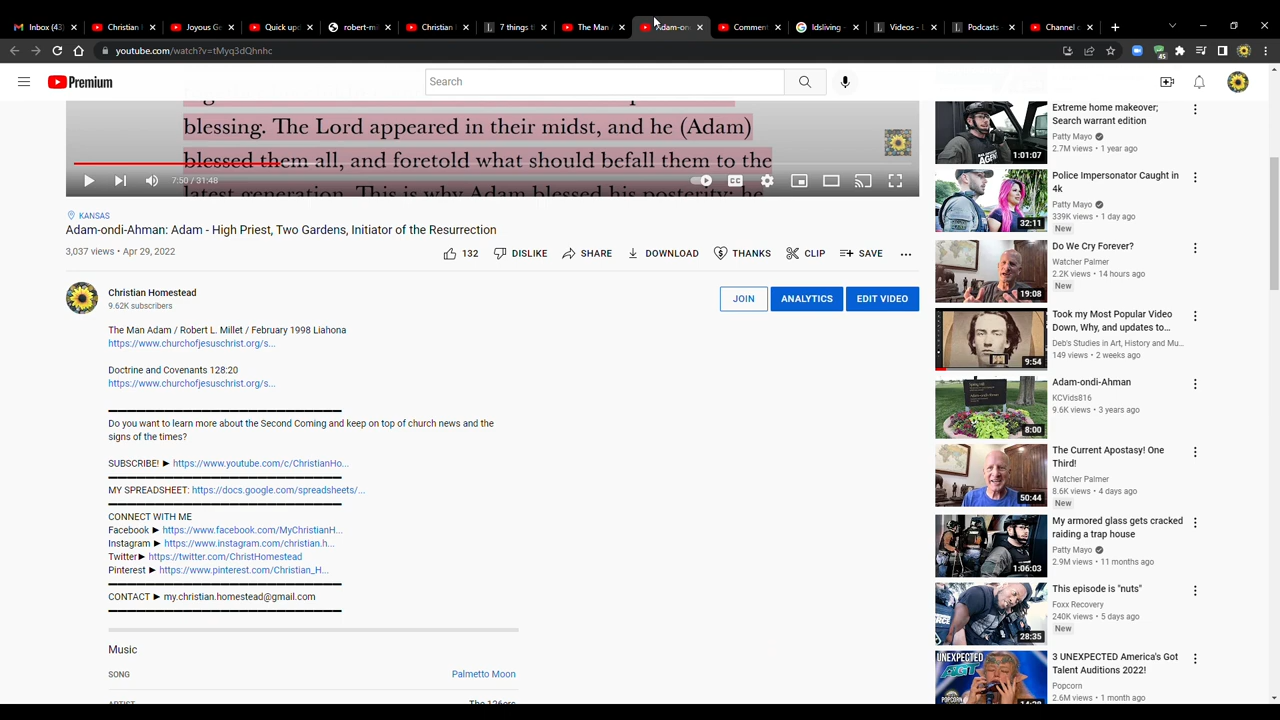 Inbox (43)
Christian
Joyous Ge
Quick up
robert-m
Christian
7 things t
The Man
Adam-on
Comment
ldsliving -
Videos - L
Podcasts
Channel c
youtube.com/watch?v=tMyq3dQhnhc
45
Premium
Search
blessing. The Lord appeared in their midst, and he (Adam)
blessed them all, and foretold what should befall them to the
This is why Adam blessed his posterity; he
7:50 / 31:48
KANSAS
Adam-ondi-Ahman: Adam - High Priest, Two Gardens, Initiator of the Resurrection
3,037 views • Apr 29, 2022
132 DISLIKE SHARE DOWNLOAD THANKS CLIP SAVE
Christian Homestead
9.62K subscribers
JOIN ANALYTICS EDIT VIDEO
The Man Adam / Robert L. Millet / February 1998 Liahona
https://www.churchofjesuschrist.org/s...
Doctrine and Covenants 128:20
https://www.churchofjesuschrist.org/s...
Do you want to learn more about the Second Coming and keep on top of church news and the
signs of the times?
SUBSCRIBE! ► https://www.youtube.com/c/ChristianHo...
MY SPREADSHEET: https://docs.google.com/spreadsheets/...
CONNECT WITH ME
Facebook ► https://www.facebook.com/MyChristianH...
Instagram ► https://www.instagram.com/christian.h...
Twitter► https://twitter.com/ChristHomestead
Pinterest ► https://www.pinterest.com/Christian_H...
CONTACT ► my.christian.homestead@gmail.com
Music
SONG
Palmetto Moon
ARTIST
The 126ers
Extreme home makeover;
Search warrant edition
Patty Mayo
2.7M views • 1 year ago
1:01:07
Police Impersonator Caught in
4k
Patty Mayo
339K views • 1 day ago
New
32:11
Do We Cry Forever?
Watcher Palmer
2.2K views • 14 hours ago
New
19:08
Took my Most Popular Video
Down, Why, and updates to...
Deb's Studies in Art, History and Mu...
149 views • 2 weeks ago
9:54
Adam-ondi-Ahman
KCVids816
9.6K views • 3 years ago
8:00
The Current Apostasy! One
Third!
Watcher Palmer
8.6K views • 4 days ago
New
50:44
My armored glass gets cracked
raiding a trap house
Patty Mayo
2.9M views • 11 months ago
1:06:03
This episode is "nuts"
Foxx Recovery
240K views • 5 days ago
New
28:35
3 UNEXPECTED America's Got
Talent Auditions 2022!
Popcorn
2.6M views • 1 month ago
UNEXPECTED
14:28